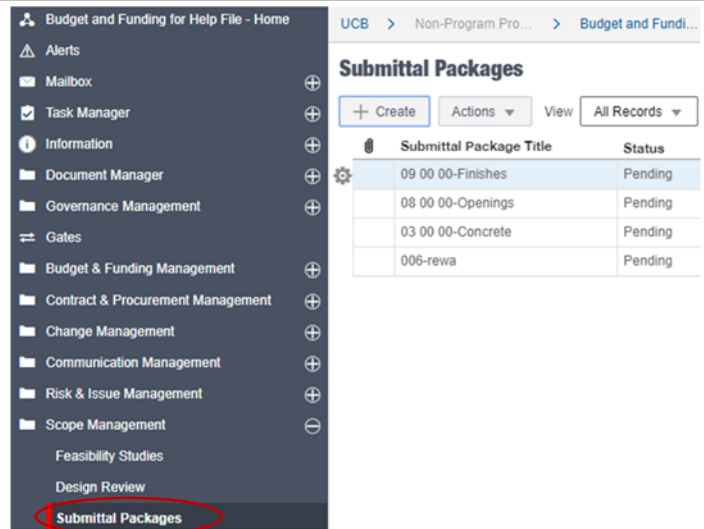 Budget and Funding for Help File - Home
Alerts
Mailbox
Task Manager
Information
Document Manager
Governance Management
Gates
Budget & Funding Management
Contract & Procurement Management
Change Management
Communication Management
Risk & Issue Management
Scope Management
Feasibility Studies
Design Review
Submittal Packages
UCB > Non-Program Pro... > Budget and Fundi...
Submittal Packages
+ Create Actions View All Records
Submittal Package Title Status
09 00 00-Finishes Pending
08 00 00-Openings Pending
03 00 00-Concrete Pending
006-rewa Pending